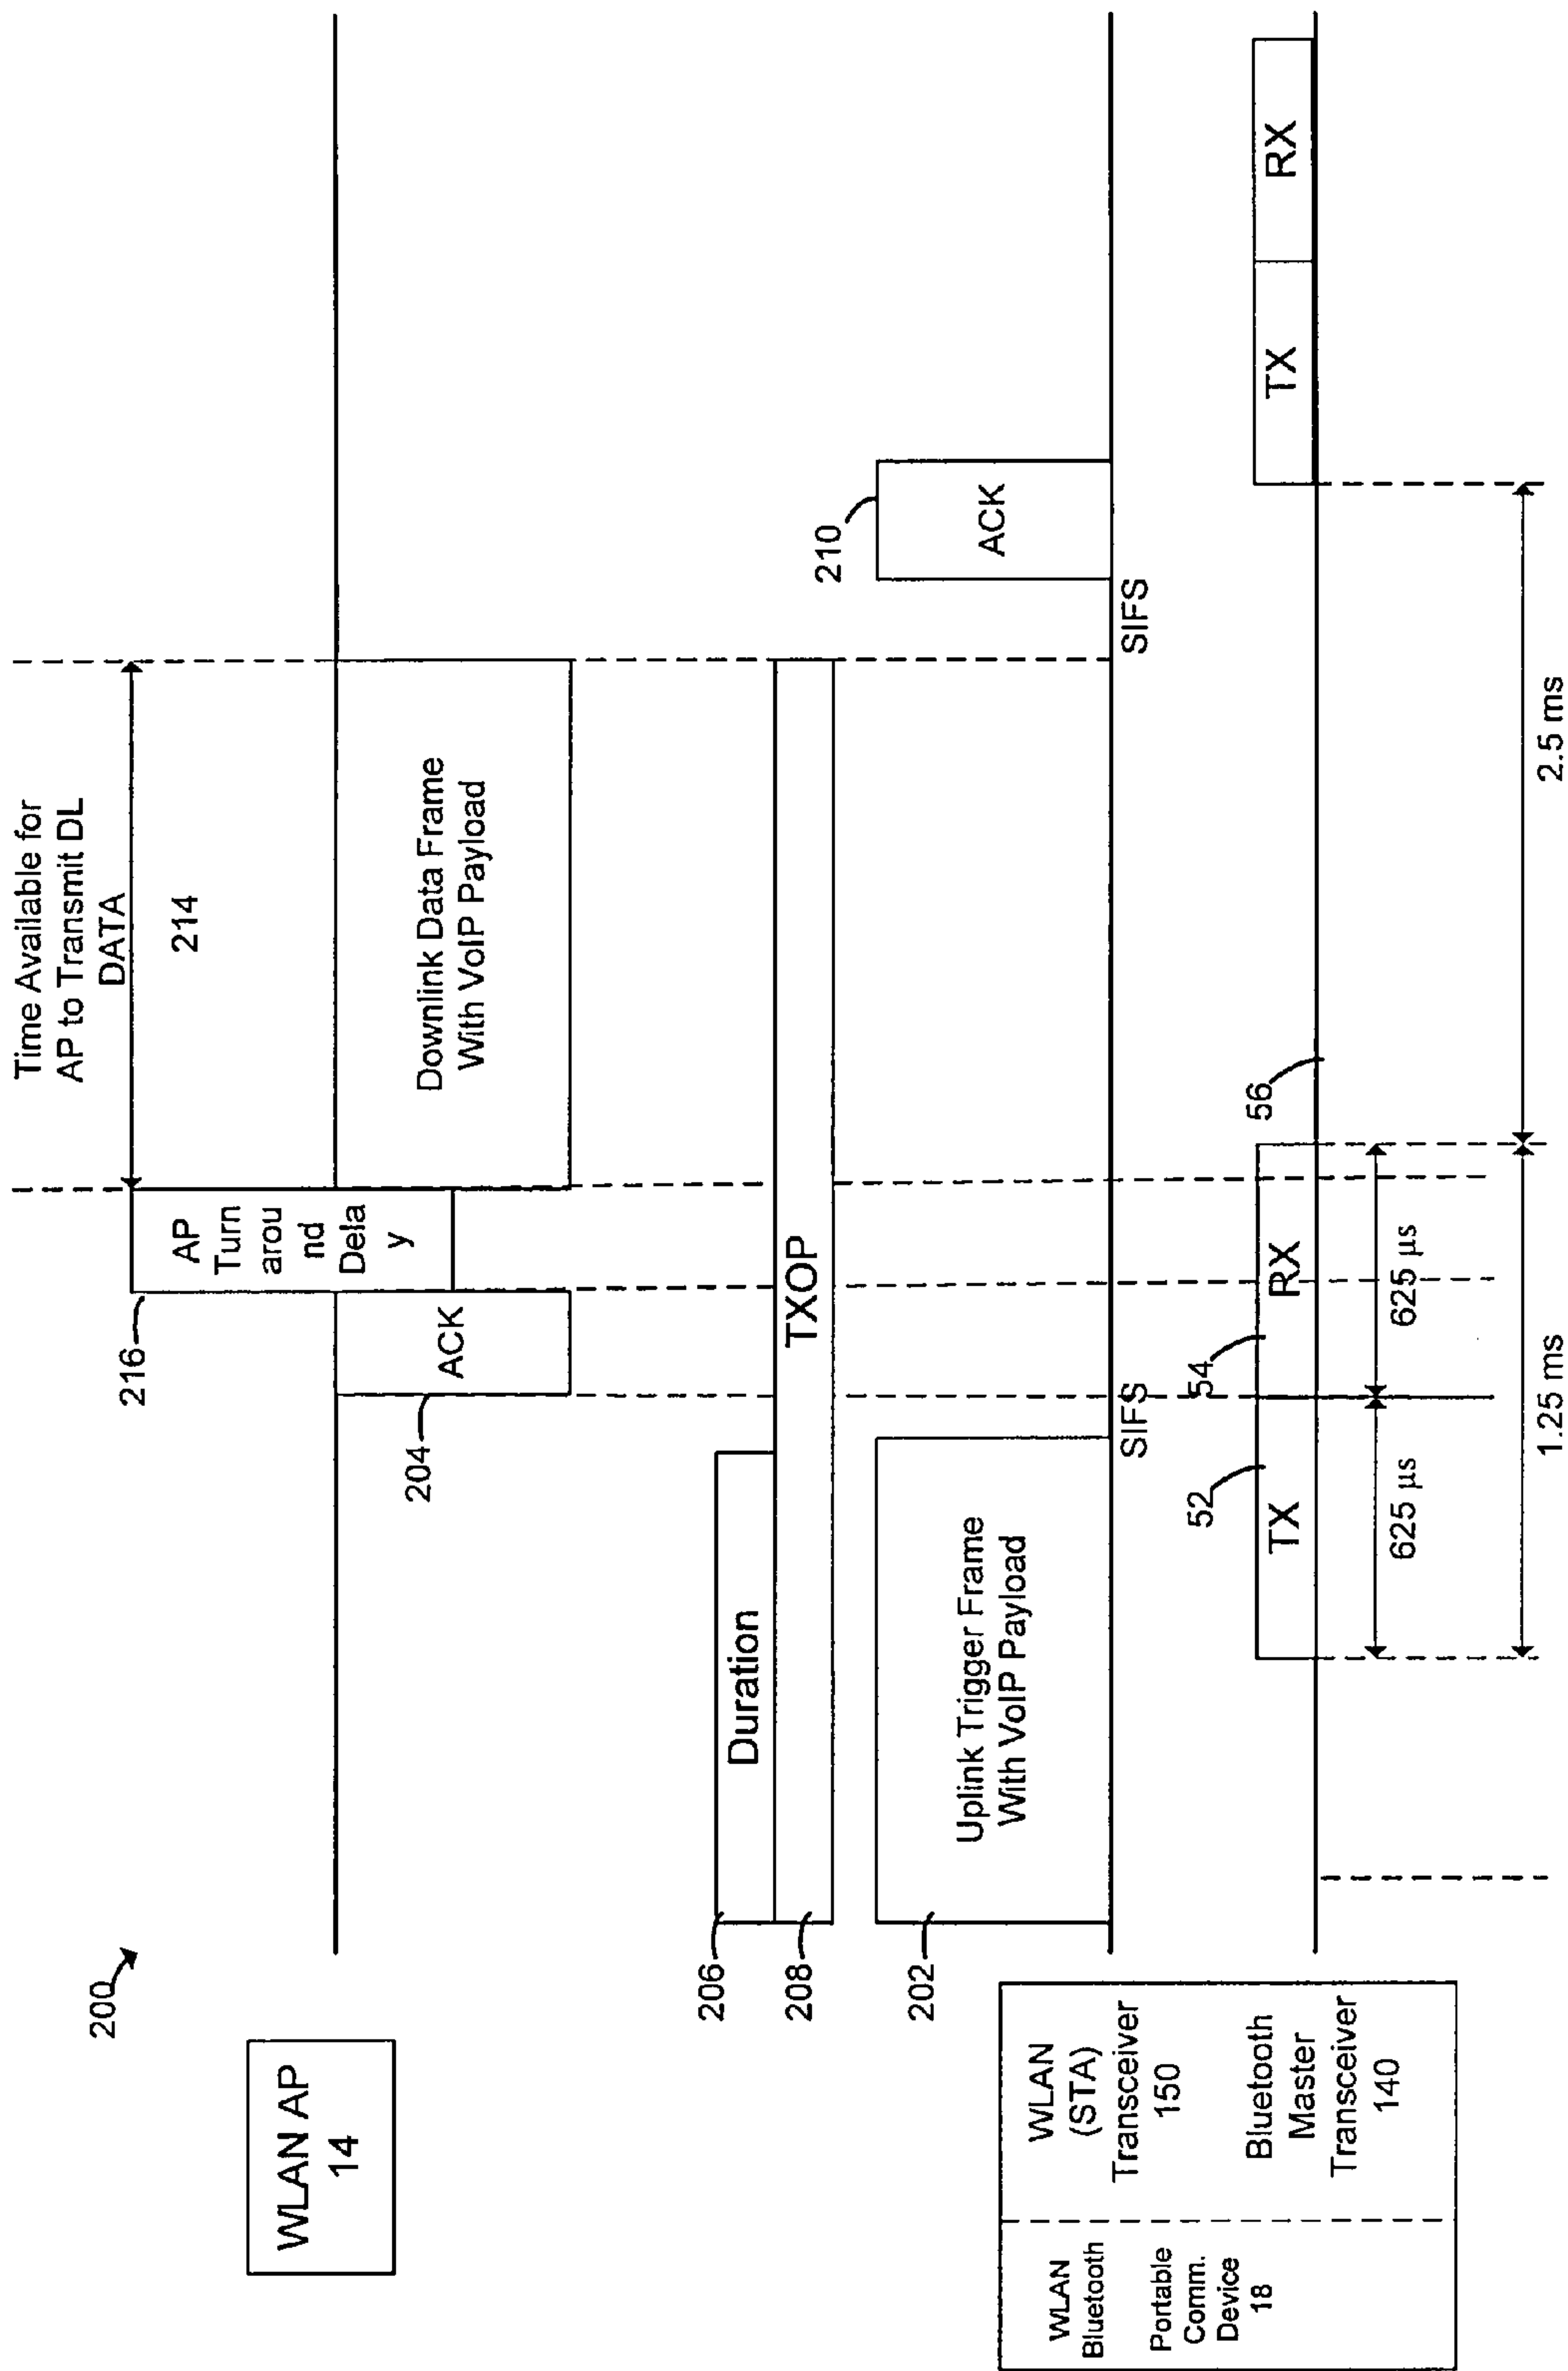 200
WLAN AP
14
Time Available for
AP to Transmit DL
DATA
214
216
AP
Turn
arou
nd
Dela
y
204
ACK
Downlink Data Frame
With VoIP Payload
206
Duration
208
TXOP
202
Uplink Trigger Frame
With VoIP Payload
SIFS
SIFS
210
ACK
WLAN
Bluetooth
Portable
Comm.
Device
18
WLAN
(STA)
Transceiver
150
Bluetooth
Master
Transceiver
140
52
TX
54
RX
56
TX
RX
625 µs
625 µs
1.25 ms
2.5 ms